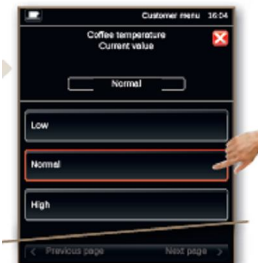 Customer menu 16:04
Coffee temperature
Current value
Normal
Low
Normal
High
Previous page Next page